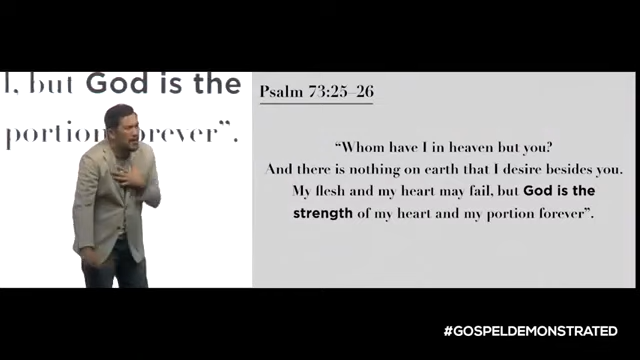 l, but God is the
portion forever”.
Psalm 73:25–26
“Whom have I in heaven but you?
And there is nothing on earth that I desire besides you.
My flesh and my heart may fail, but God is the
strength of my heart and my portion forever”.
#GOSPELDEMONSTRATED